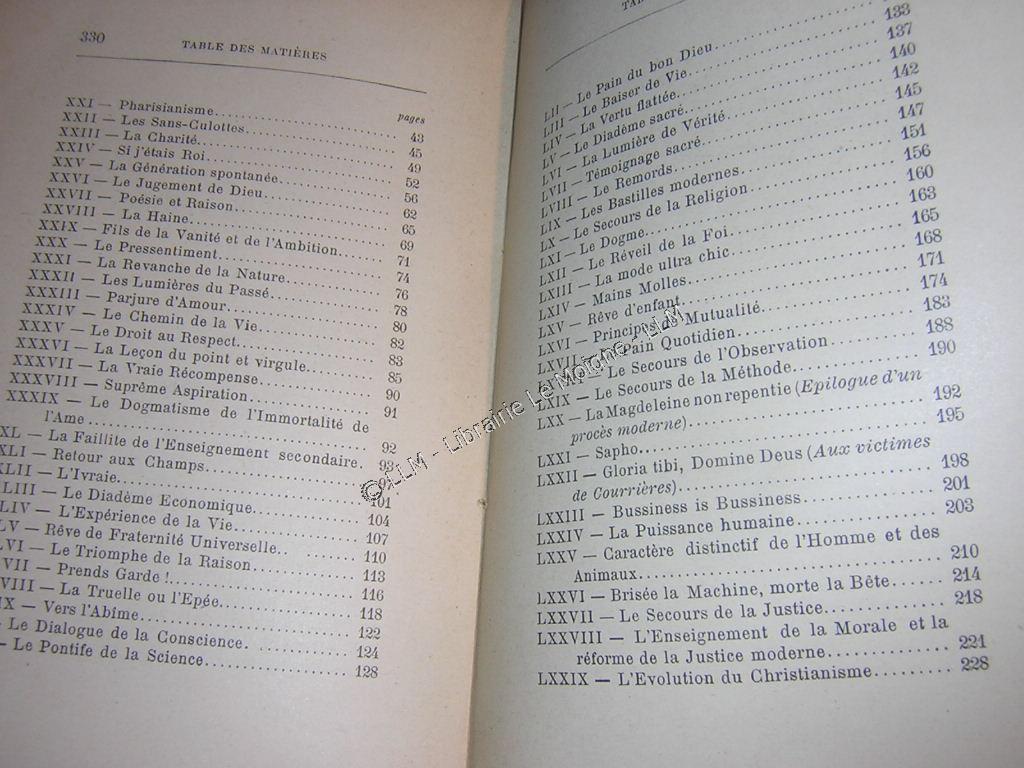 330
TABLE DES MATIÈRES
pages
XXI — Pharisianisme........ 43
XXII — Les Sans-Culottes........ 45
XXIII — La Charité........ 49
XXIV — Si j'étais Roi........ 52
XXV — La Génération spontanée........ 56
XXVI — Le Jugement de Dieu........ 62
XXVII — Poésie et Raison........ 65
XXVIII — La Haine........ 69
XXIX — Fils de la Vanité et de l'Ambition........ 71
XXX — Le Pressentiment........ 74
XXXI — La Revanche de la Nature........ 76
XXXII — Les Lumières du Passé........ 78
XXXIII — Parjure d'Amour........ 80
XXXIV — Le Chemin de la Vie........ 82
XXXV — Le Droit au Respect........ 83
XXXVI — La Leçon du point et virgule........ 85
XXXVII — La Vraie Récompense........ 90
XXXVIII — Suprême Aspiration........ 91
XXXIX — Le Dogmatisme de l'Immortalité de
l'Ame........ 92
XL — La Faillite de l'Enseignement secondaire. 93
XLI — Retour aux Champs........
XLII — L'Ivraie........ 101
LIII — Le Diadème Economique........ 104
LIV — L'Expérience de la Vie........ 107
LV — Rêve de Fraternité Universelle.. 110
VI — Le Triomphe de la Raison........ 113
VII — Prends Garde !........ 116
VIII — La Truelle ou l'Epée........ 118
IX — Vers l'Abîme........ 122
— Le Dialogue de la Conscience........ 124
— Le Pontife de la Science........ 128
TA
LII — Le Pain du bon Dieu........ 133
LIII — Le Baiser de Vie........ 137
LIV — La Vertu flattée........ 140
LV — Le Diadème sacré........ 142
LVI — La Lumière de Vérité........ 145
LVII — Témoignage sacré........ 147
LVIII — Le Remords........ 151
LIX — Les Bastilles modernes........ 156
LX — Le Secours de la Religion........ 160
LXI — Le Dogme........ 163
LXII — Le Réveil de la Foi........ 165
LXIII — La mode ultra chic........ 168
LXIV — Mains Molles........ 171
LXV — Rêve d'enfant........ 174
LXVI — Principes de Mutualité........ 183
Pain Quotidien........ 188
Le Secours de l'Observation........ 190
LXIX — Le Secours de la Méthode........
LXX — La Magdeleine non repentie (Epilogue d'un
procès moderne)........ 192
LXXI — Sapho........ 195
LXXII — Gloria tibi, Domine Deus (Aux victimes
de Courrières)........ 198
LXXIII — Bussiness is Bussiness........ 201
LXXIV — La Puissance humaine........ 203
LXXV — Caractère distinctif de l'Homme et des
Animaux........ 210
LXXVI — Brisée la Machine, morte la Bête...... 214
LXXVII — Le Secours de la Justice........ 218
LXXVIII — L'Enseignement de la Morale et la
réforme de la Justice moderne........ 221
LXXIX — L'Evolution du Christianisme........ 228
© LLM - Librairie Le Moigne - LLM